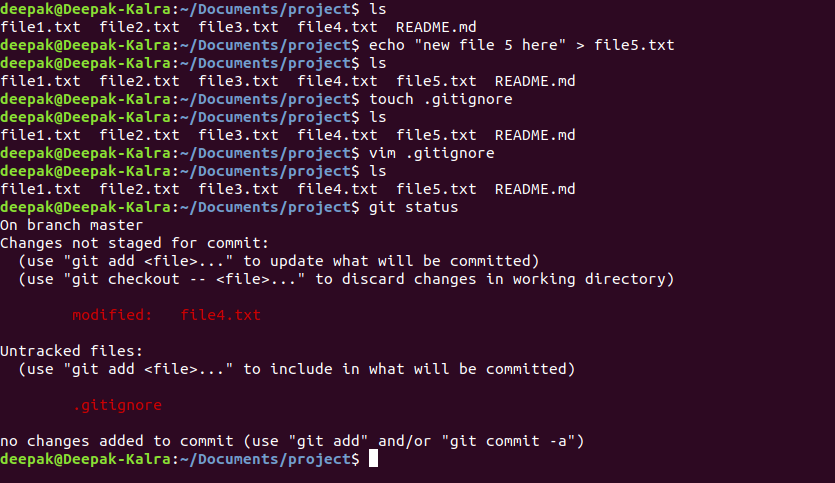 deepak@Deepak-Kalra:~/Documents/project$ ls
file1.txt  file2.txt  file3.txt  file4.txt  README.md
deepak@Deepak-Kalra:~/Documents/project$ echo "new file 5 here" > file5.txt
deepak@Deepak-Kalra:~/Documents/project$ ls
file1.txt  file2.txt  file3.txt  file4.txt  file5.txt  README.md
deepak@Deepak-Kalra:~/Documents/project$ touch .gitignore
deepak@Deepak-Kalra:~/Documents/project$ ls
file1.txt  file2.txt  file3.txt  file4.txt  file5.txt  README.md
deepak@Deepak-Kalra:~/Documents/project$ vim .gitignore
deepak@Deepak-Kalra:~/Documents/project$ ls
file1.txt  file2.txt  file3.txt  file4.txt  file5.txt  README.md
deepak@Deepak-Kalra:~/Documents/project$ git status
On branch master
Changes not staged for commit:
  (use "git add <file>..." to update what will be committed)
  (use "git checkout -- <file>..." to discard changes in working directory)
        modified:   file4.txt
Untracked files:
  (use "git add <file>..." to include in what will be committed)
        .gitignore
no changes added to commit (use "git add" and/or "git commit -a")
deepak@Deepak-Kalra:~/Documents/project$